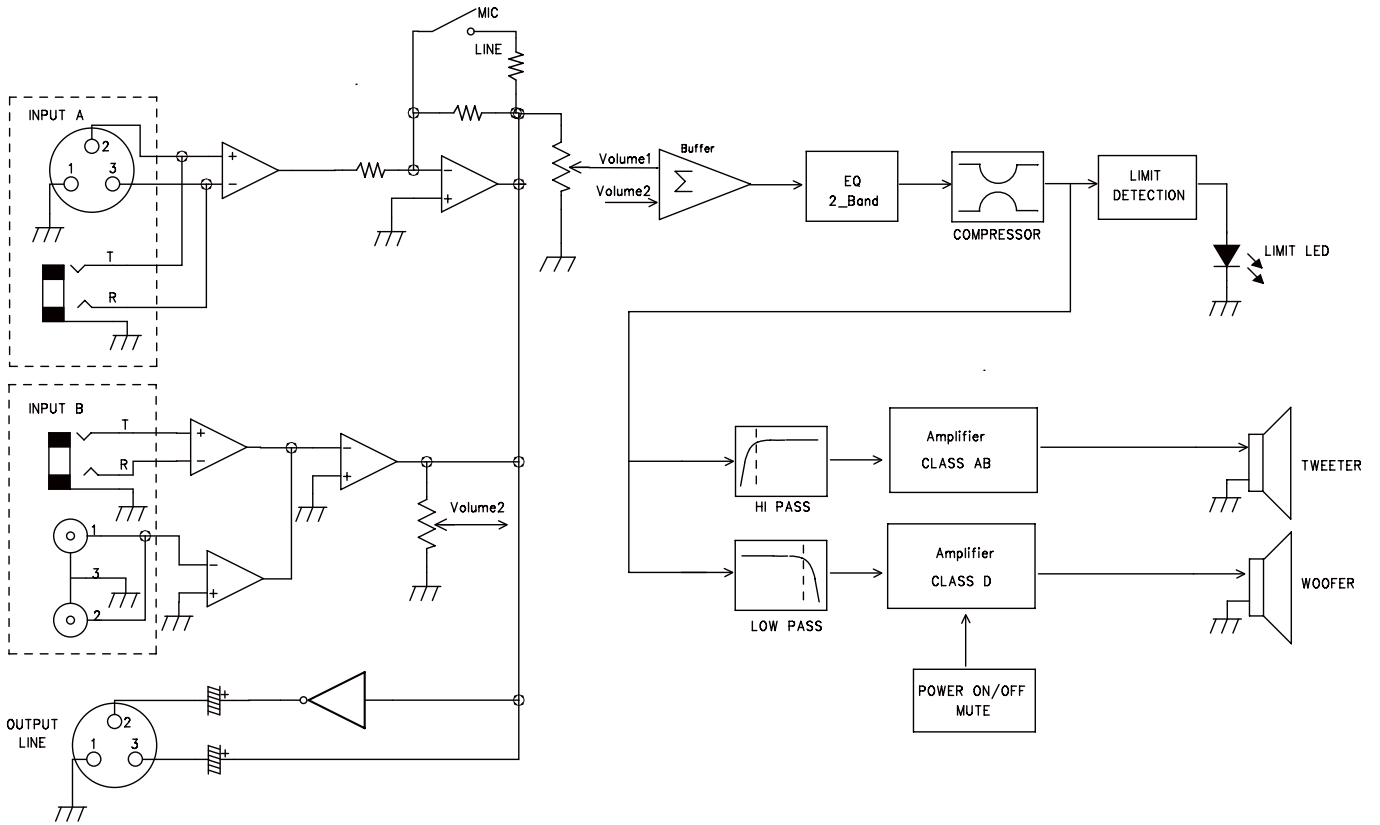 MIC
LINE
INPUT A
2
1
3
+
-
-
+
T
R
Volume1
Volume2
Buffer
Σ
EQ
2_Band
COMPRESSOR
LIMIT
DETECTION
LIMIT LED
INPUT B
T
R
+
-
-
+
Volume2
1
3
2
-
+
HI PASS
Amplifier
CLASS AB
TWEETER
LOW PASS
Amplifier
CLASS D
WOOFER
POWER ON/OFF
MUTE
OUTPUT
LINE
2
1
3
+
+